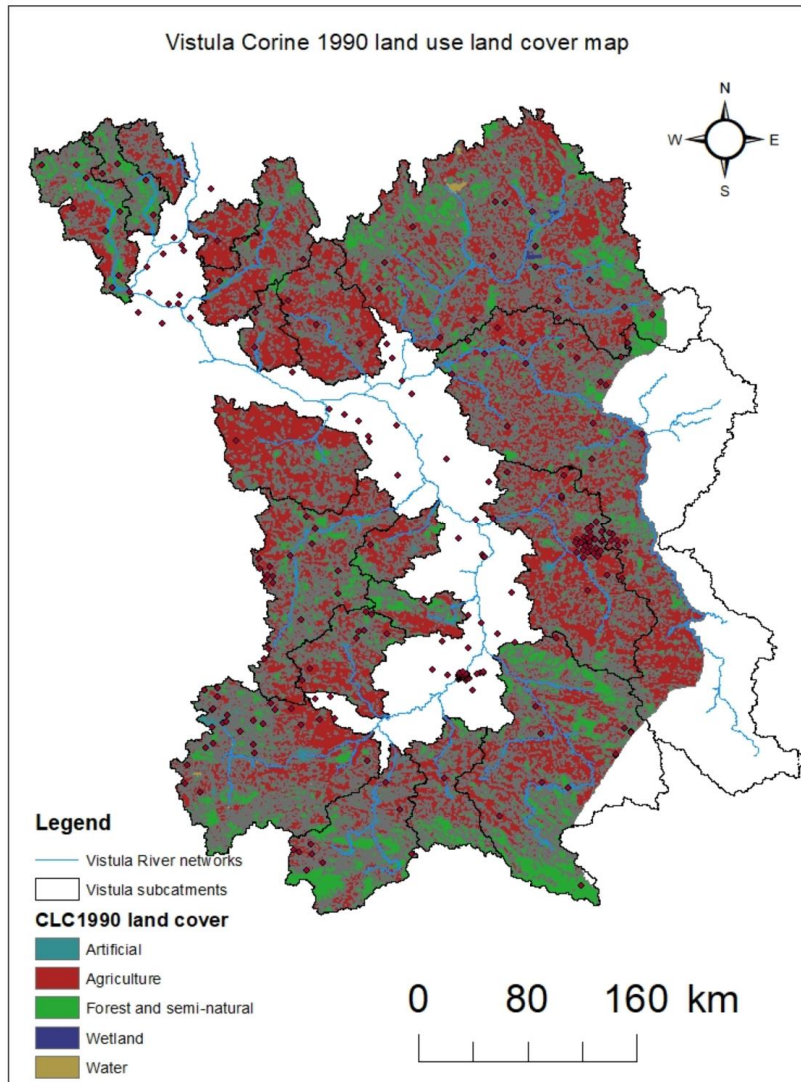 Vistula Corine 1990 land use land cover map
N
W E
S
Legend
Vistula River networks
Vistula subcatments
CLC1990 land cover
Artificial
Agriculture
Forest and semi-natural
Wetland
Water
0 80 160 km